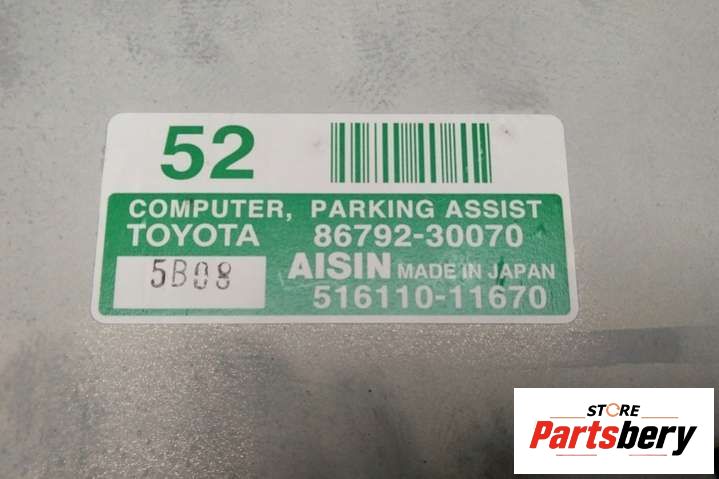 52
COMPUTER, PARKING ASSIST
TOYOTA 86792-30070
5B08 AISIN MADE IN JAPAN
516110-11670
STORE
Partsbery